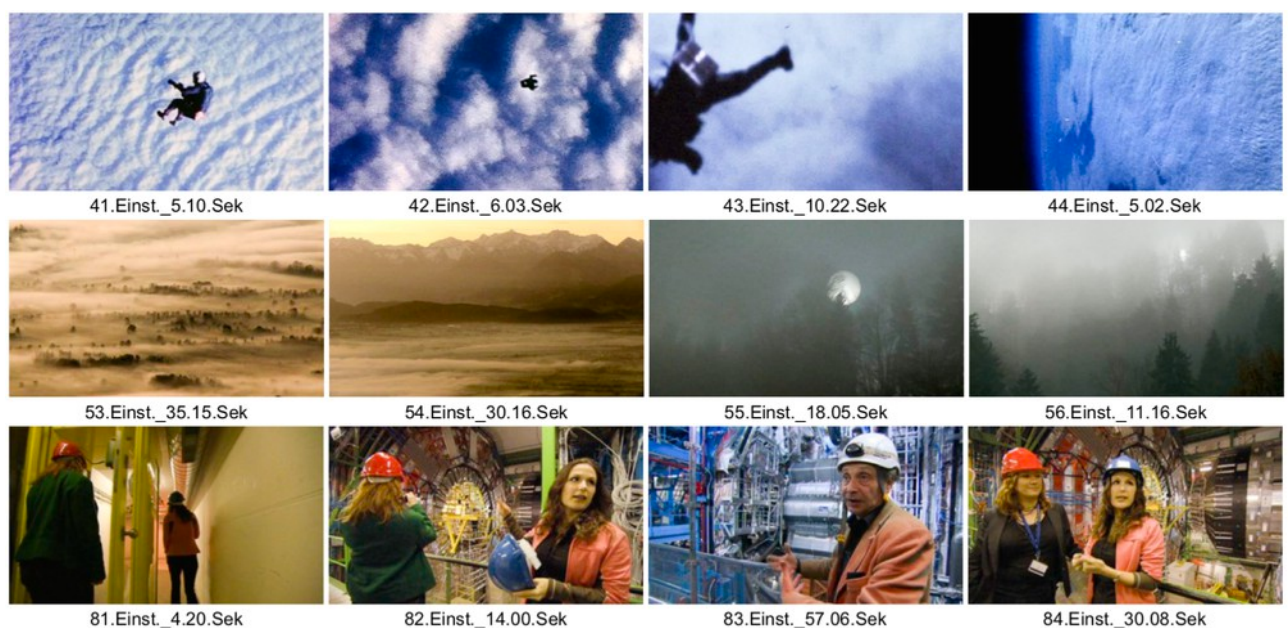 41.Einst._5.10.Sek
42.Einst._6.03.Sek
43.Einst._10.22.Sek
44.Einst._5.02.Sek
53.Einst._35.15.Sek
54.Einst._30.16.Sek
55.Einst._18.05.Sek
56.Einst._11.16.Sek
81.Einst._4.20.Sek
82.Einst._14.00.Sek
83.Einst._57.06.Sek
84.Einst._30.08.Sek